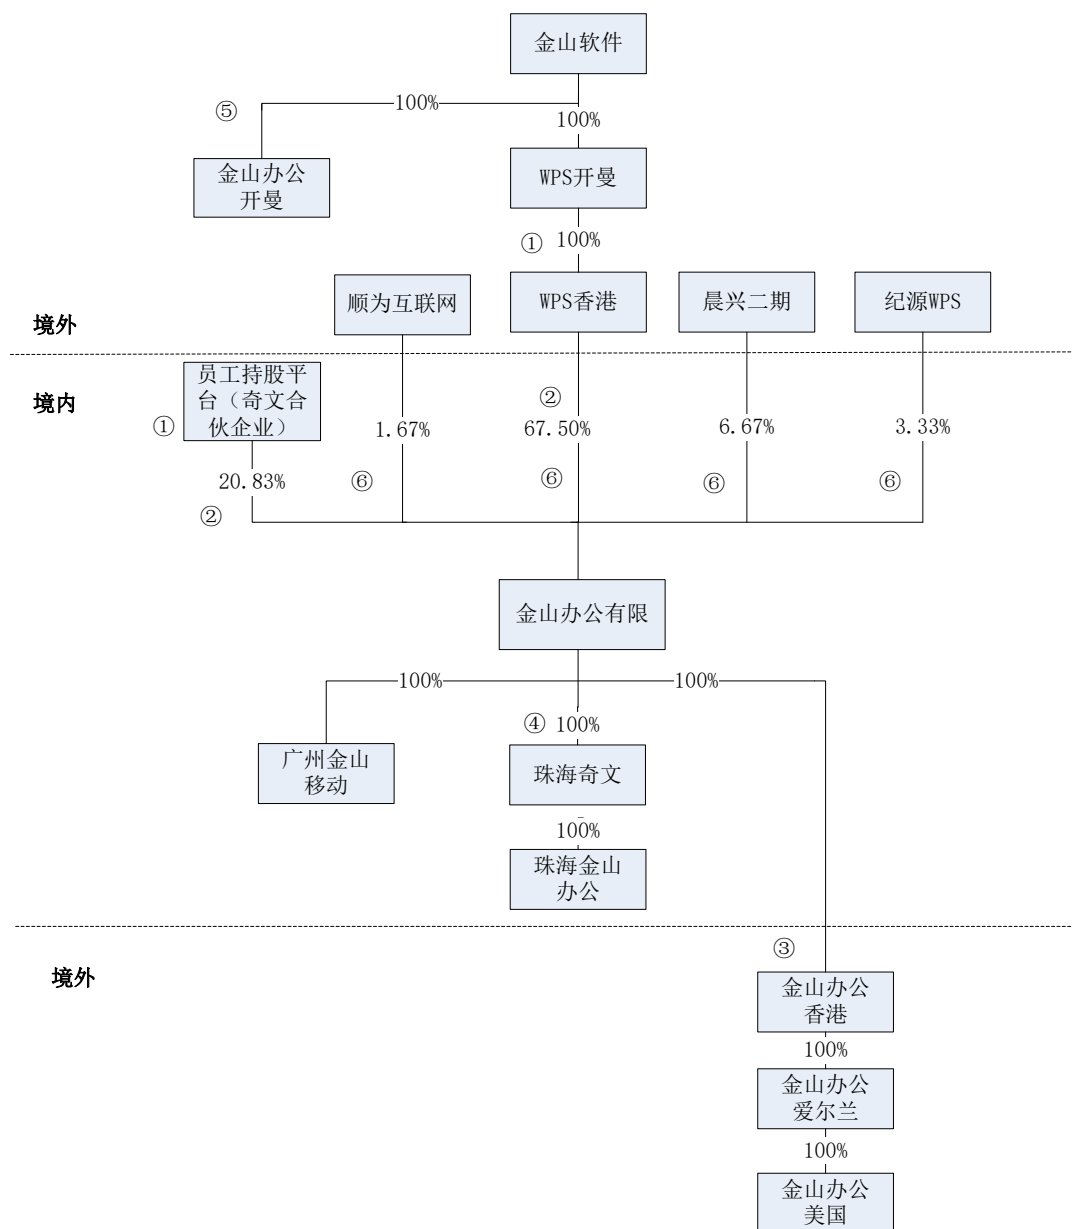 金山软件
⑤
100%
100%
金山办公
开曼
WPS开曼
①
100%
顺为互联网
WPS香港
晨兴二期
纪源WPS
境外
境内
员工持股平
台（奇文合
伙企业）
①
②
1.67%
67.50%
6.67%
3.33%
20.83%
⑥
⑥
⑥
⑥
②
金山办公有限
100%
100%
④
100%
广州金山
移动
珠海奇文
100%
珠海金山
办公
③
境外
金山办公
香港
100%
金山办公
爱尔兰
100%
金山办公
美国